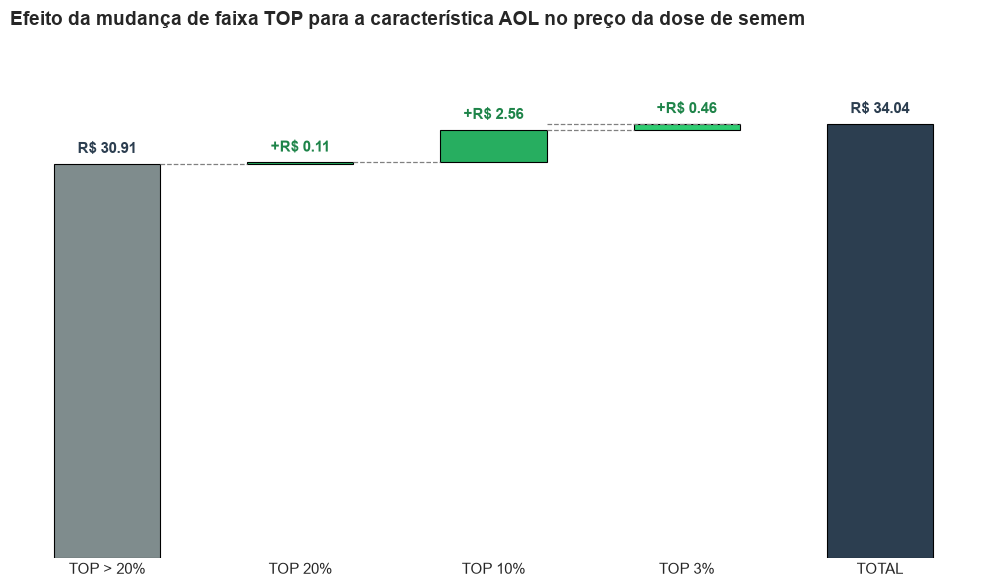 Efeito da mudança de faixa TOP para a característica AOL no preço da dose de semem
R$ 30.91
+R$ 0.11
+R$ 2.56
+R$ 0.46
R$ 34.04
TOP > 20%
TOP 20%
TOP 10%
TOP 3%
TOTAL